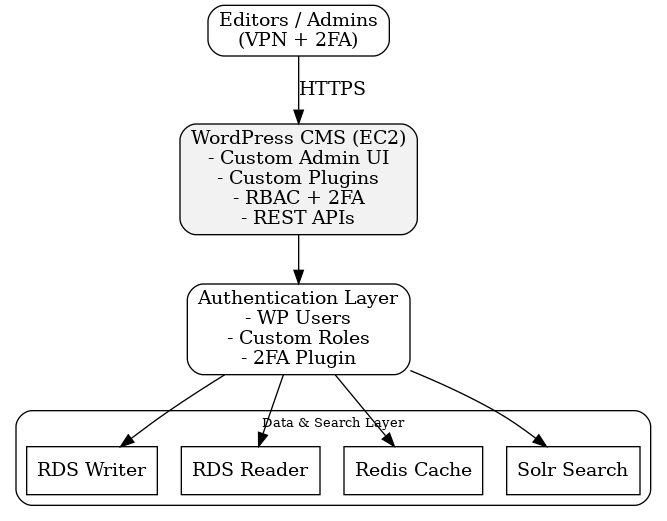 Editors / Admins
(VPN + 2FA)
HTTPS
WordPress CMS (EC2)
- Custom Admin UI
- Custom Plugins
- RBAC + 2FA
- REST APIs
Authentication Layer
- WP Users
- Custom Roles
- 2FA Plugin
Data & Search Layer
RDS Writer
RDS Reader
Redis Cache
Solr Search